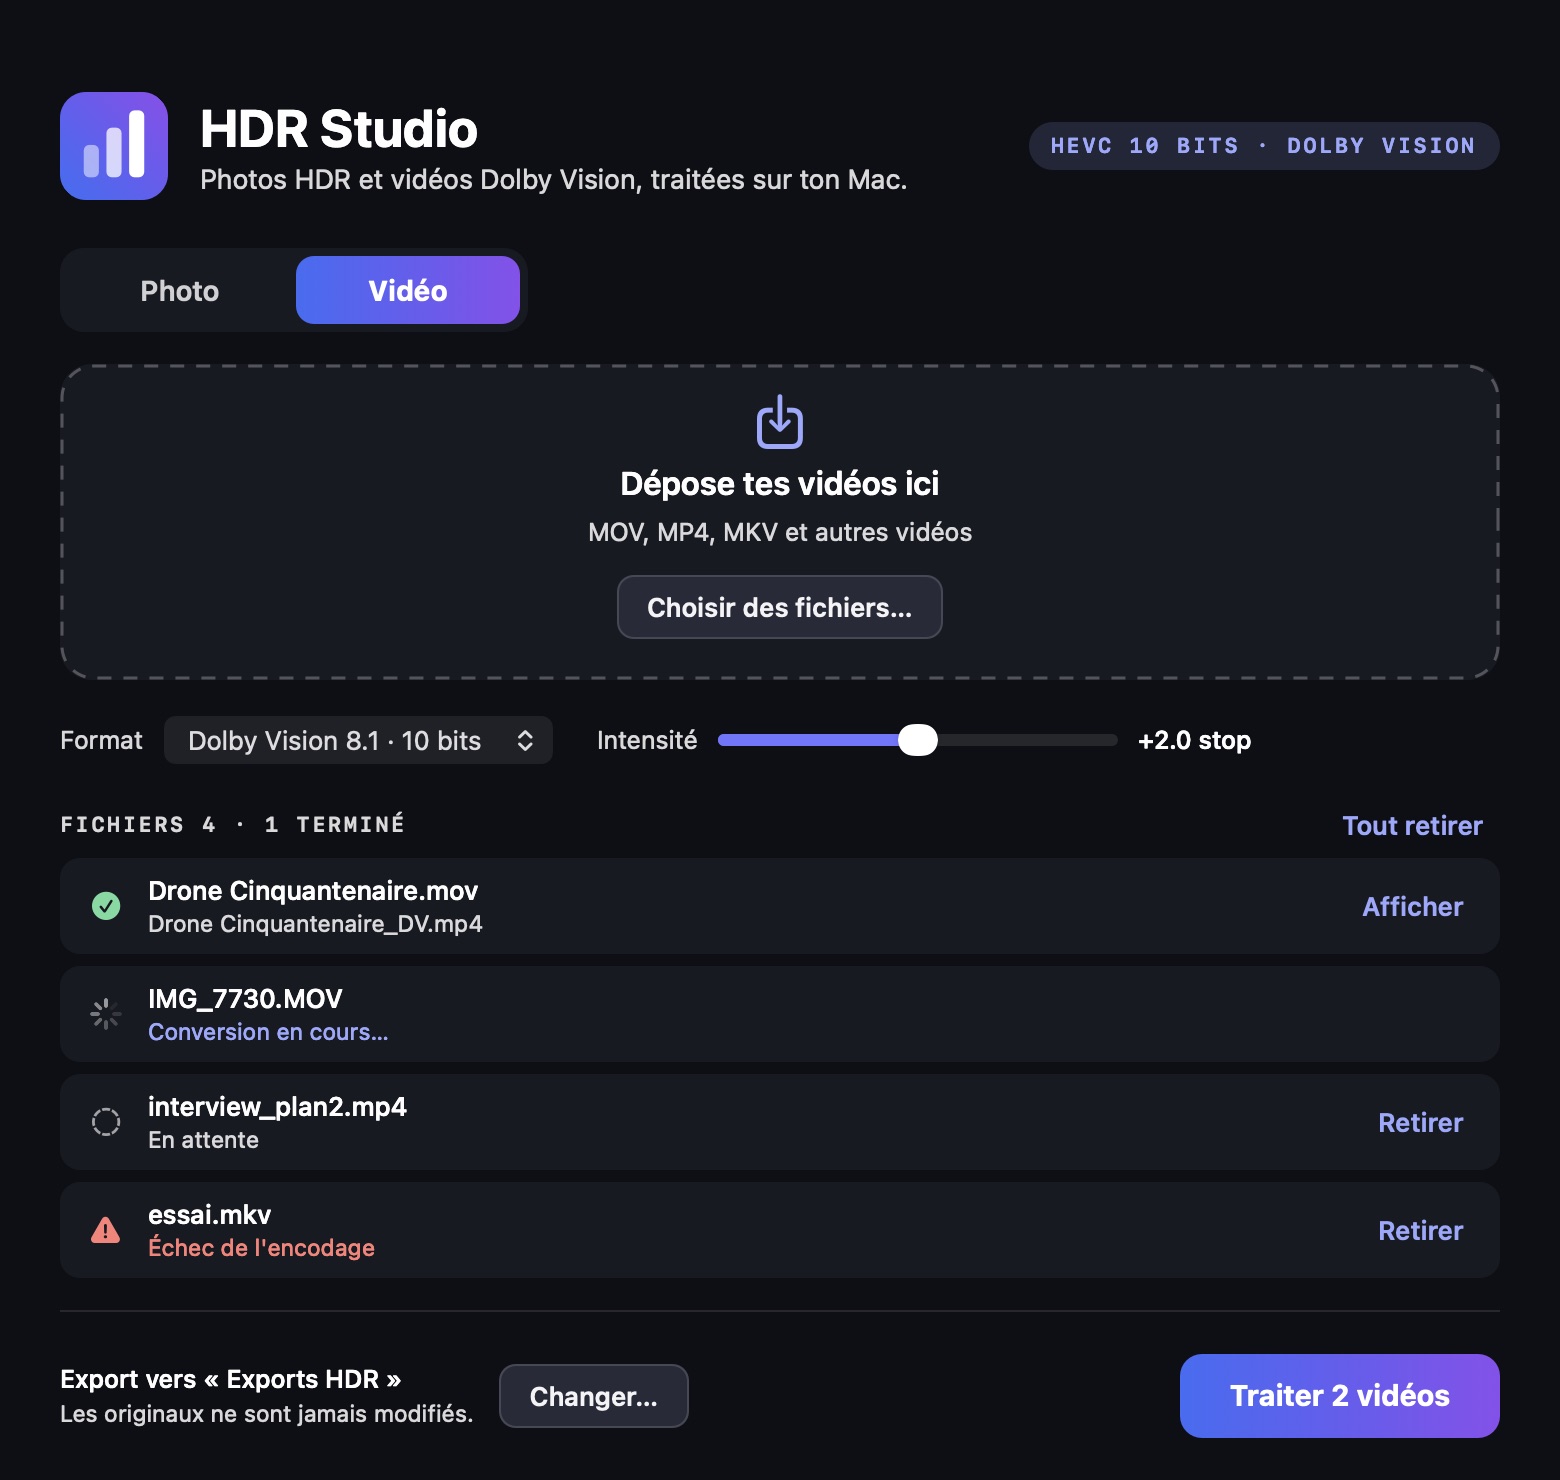 HDR Studio
Photos HDR et vidéos Dolby Vision, traitées sur ton Mac.
HEVC 10 BITS · DOLBY VISION
Photo
Vidéo
Dépose tes vidéos ici
MOV, MP4, MKV et autres vidéos
Choisir des fichiers...
Format
Dolby Vision 8.1 · 10 bits
Intensité
+2.0 stop
FICHIERS 4 · 1 TERMINÉ
Tout retirer
Drone Cinquantenaire.mov
Drone Cinquantenaire_DV.mp4
Afficher
IMG_7730.MOV
Conversion en cours...
interview_plan2.mp4
En attente
Retirer
essai.mkv
Échec de l'encodage
Retirer
Export vers « Exports HDR »
Les originaux ne sont jamais modifiés.
Changer...
Traiter 2 vidéos